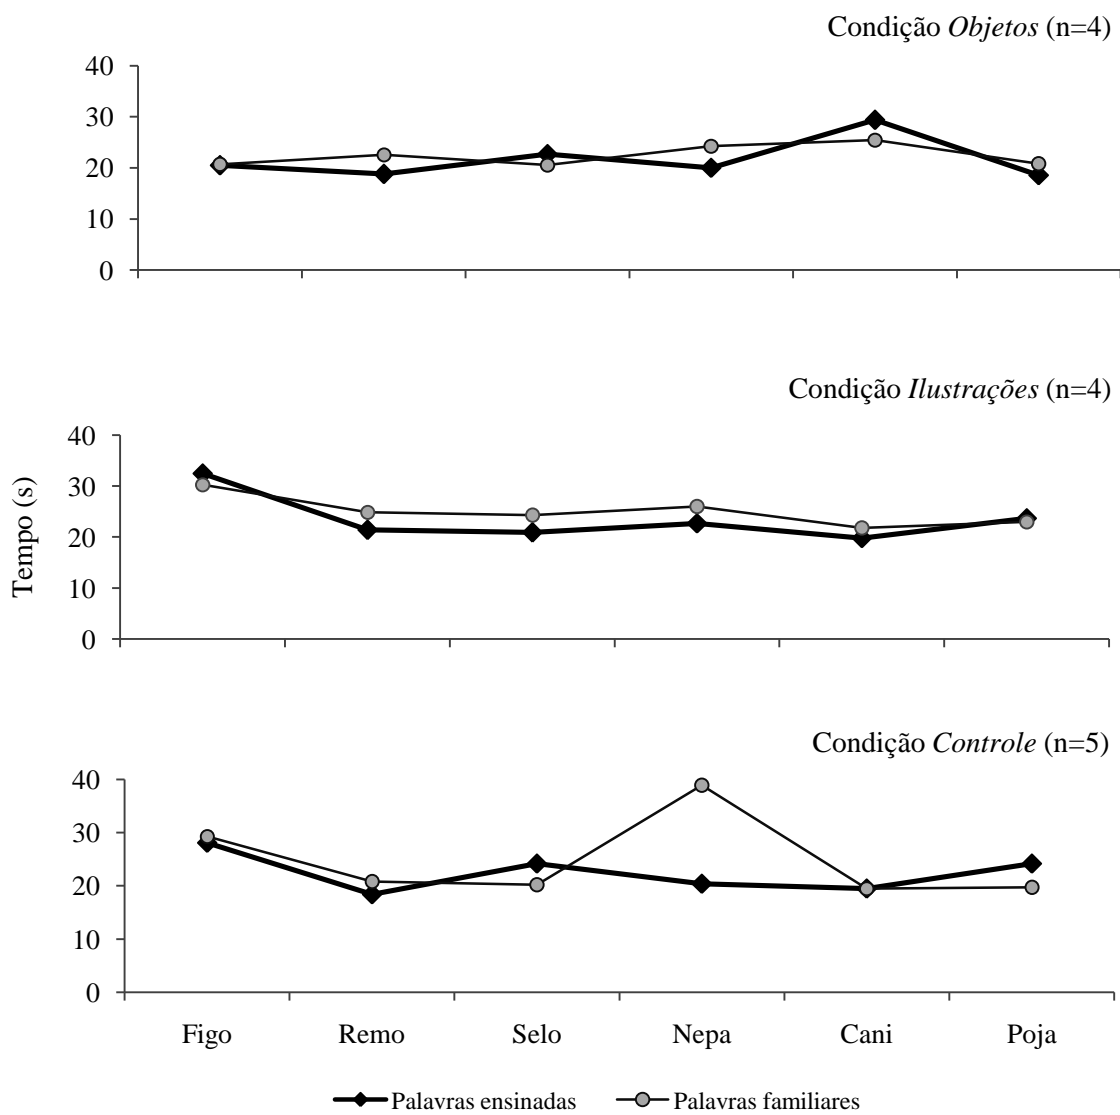 Condição Objetos (n=4)
40
30
20
10
0
Condição Ilustrações (n=4)
Tempo (s)
40
30
20
10
0
Condição Controle (n=5)
40
30
20
10
0
Figo Remo Selo Nepa Cani Poja
Palavras ensinadas Palavras familiares